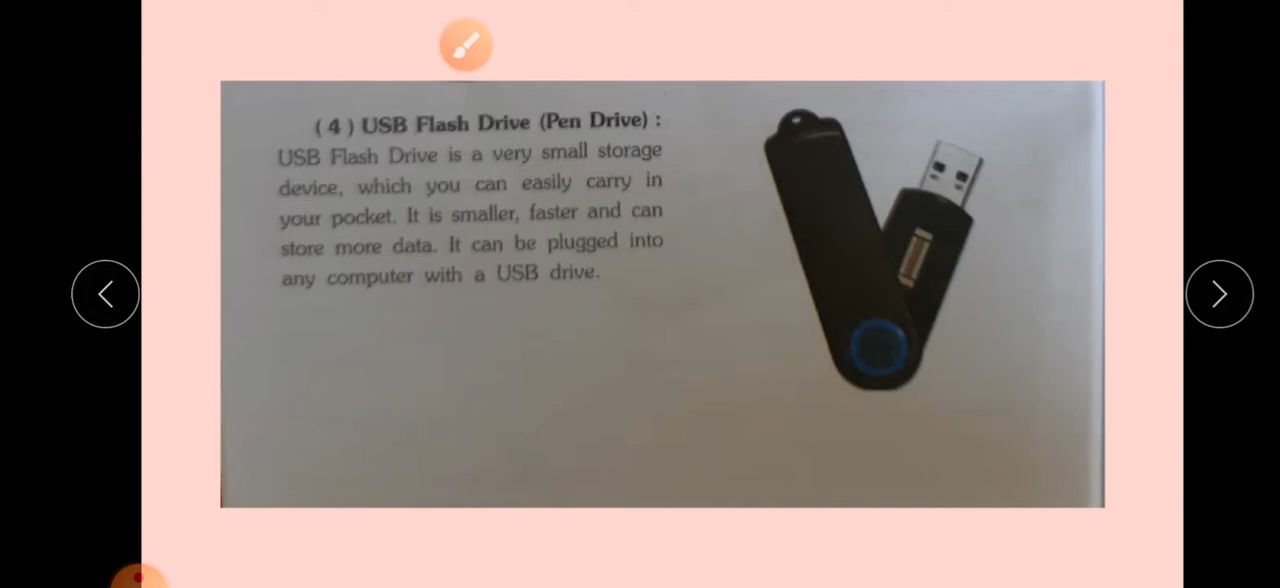 ( 4 ) USB Flash Drive (Pen Drive) :
USB Flash Drive is a very small storage
device, which you can easily carry in
your pocket. It is smaller, faster and can
store more data. It can be plugged into
any computer with a USB drive.